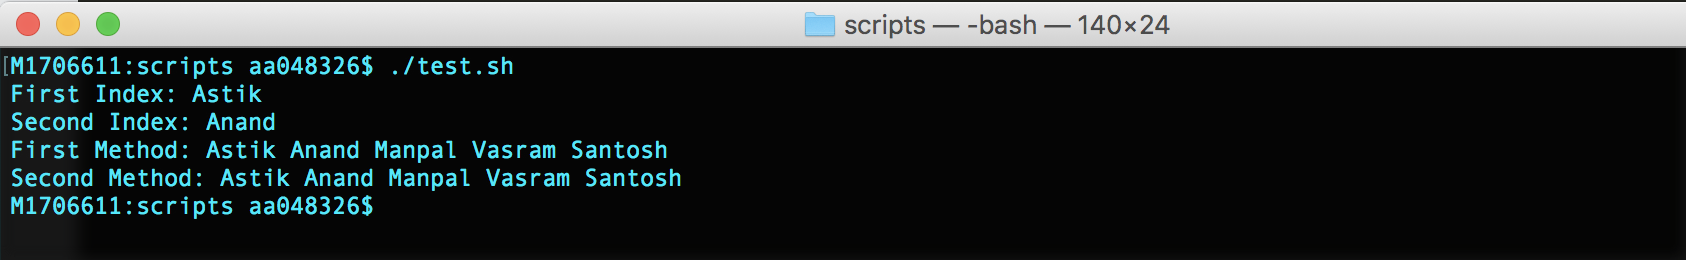 scripts — -bash — 140×24
[M1706611:scripts aa048326$ ./test.sh
First Index: Astik
Second Index: Anand
First Method: Astik Anand Manpal Vasram Santosh
Second Method: Astik Anand Manpal Vasram Santosh
M1706611:scripts aa048326$